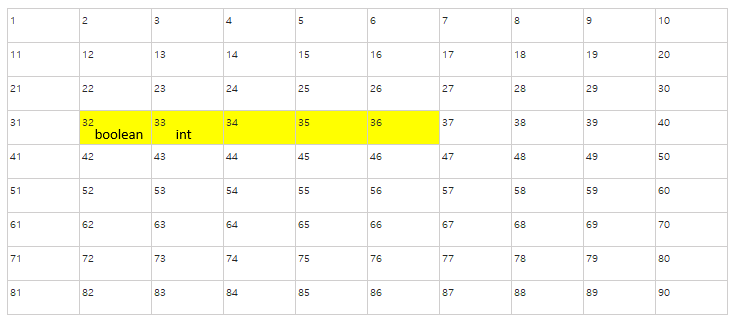 1 2 3 4 5 6 7 8 9 10
11 12 13 14 15 16 17 18 19 20
21 22 23 24 25 26 27 28 29 30
31 32 33 34 35 36 37 38 39 40
boolean int
41 42 43 44 45 46 47 48 49 50
51 52 53 54 55 56 57 58 59 60
61 62 63 64 65 66 67 68 69 70
71 72 73 74 75 76 77 78 79 80
81 82 83 84 85 86 87 88 89 90